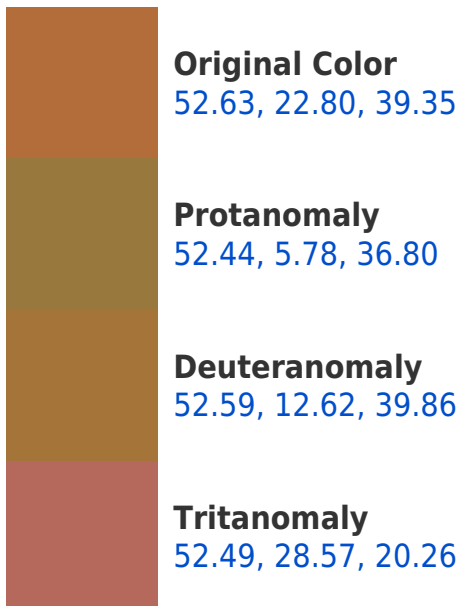 Original Color
52.63, 22.80, 39.35
Protanomaly
52.44, 5.78, 36.80
Deuteranomaly
52.59, 12.62, 39.86
Tritanomaly
52.49, 28.57, 20.26